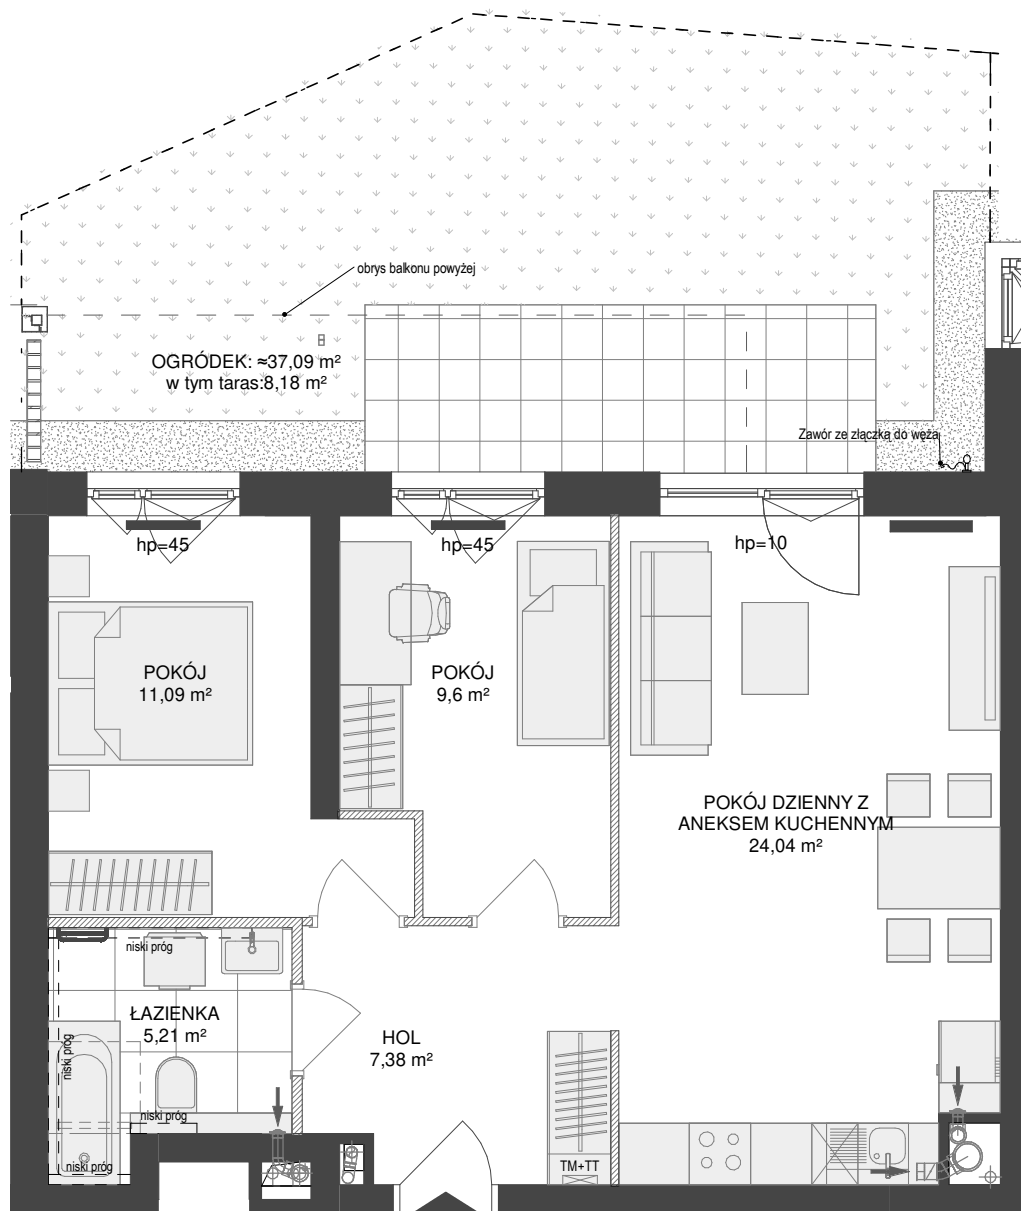 obrys balkonu powyżej
OGRÓDEK: ≈37,09 m²
w tym taras:8,18 m²
Zawór ze złączką do węża
hp=45
hp=45
hp=10
POKÓJ
11,09 m²
POKÓJ
9,6 m²
POKÓJ DZIENNY Z
ANEKSEM KUCHENNYM
24,04 m²
niski próg
ŁAZIENKA
5,21 m²
HOL
7,38 m²
niski próg
niski próg
niski próg
TM+TT